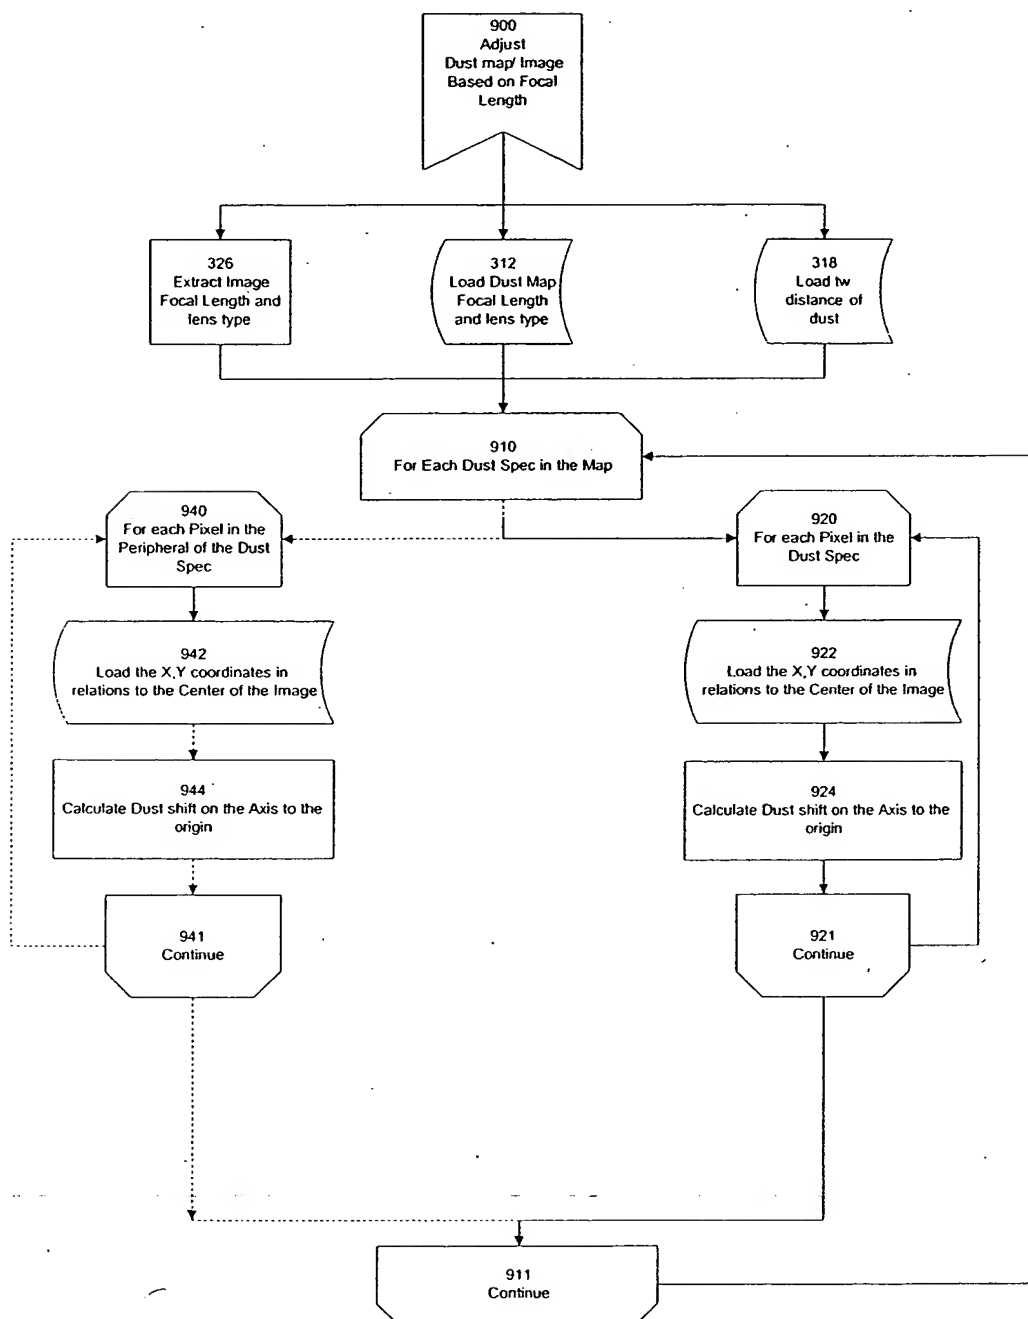 900
Adjust
Dust map/ Image
Based on Focal
Length
326
Extract Image
Focal Length and
lens type
312
Load Dust Map
Focal Length
and lens type
318
Load tw
distance of
dust
910
For Each Dust Spec in the Map
940
For each Pixel in the
Peripheral of the Dust
Spec
920
For each Pixel in the
Dust Spec
942
Load the X,Y coordinates in
relations to the Center of the Image
922
Load the X,Y coordinates in
relations to the Center of the Image
944
Calculate Dust shift on the Axis to the
origin
924
Calculate Dust shift on the Axis to the
origin
941
Continue
921
Continue
911
Continue